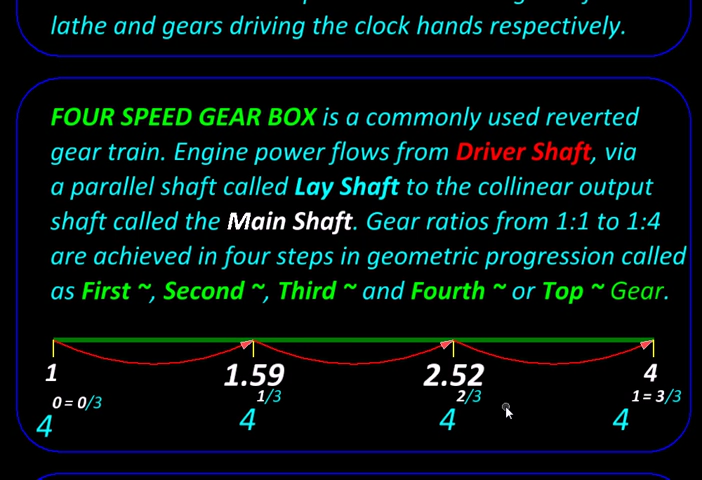 lathe and gears driving the clock hands respectively.
FOUR SPEED GEAR BOX is a commonly used reverted
gear train. Engine power flows from Driver Shaft, via
a parallel shaft called Lay Shaft to the collinear output
shaft called the Main Shaft. Gear ratios from 1:1 to 1:4
are achieved in four steps in geometric progression called
as First ~, Second ~, Third ~ and Fourth ~ or Top ~ Gear.
1 1.59 2.52 4
0 = 0/3 1/3 2/3 1 = 3/3
4 4 4 4